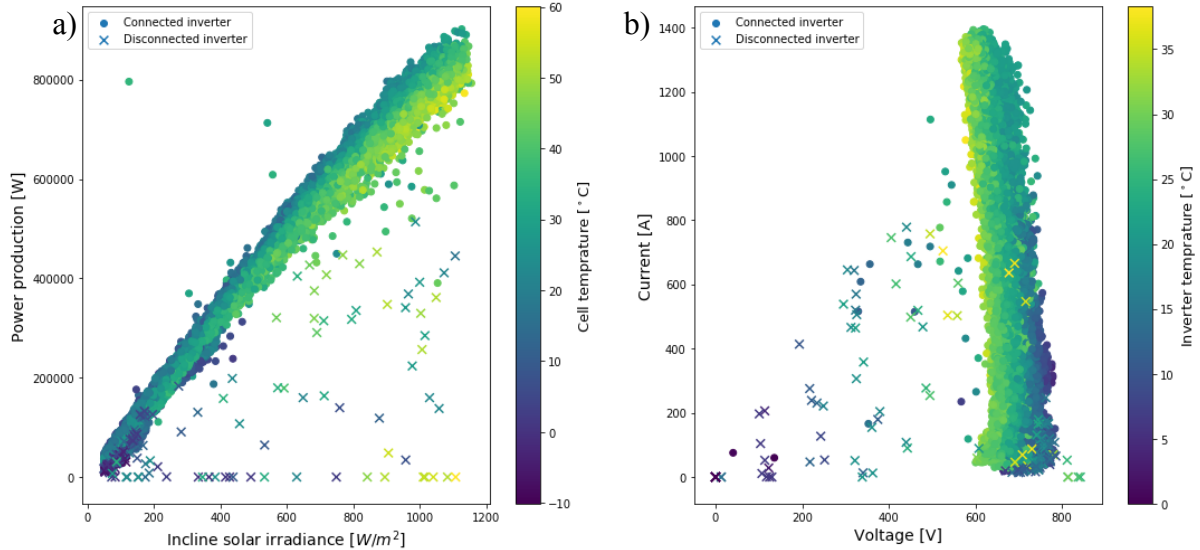 a)
Connected inverter
Disconnected inverter
800000
600000
400000
200000
0
Power production [W]
0 200 400 600 800 1000 1200
Incline solar irradiance [W/m²]
60
50
40
30
20
10
0
−10
Cell temprature [°C]
b)
Connected inverter
Disconnected inverter
1400
1200
1000
800
600
400
200
0
Current [A]
0 200 400 600 800
Voltage [V]
35
30
25
20
15
10
5
0
Inverter temprature [°C]